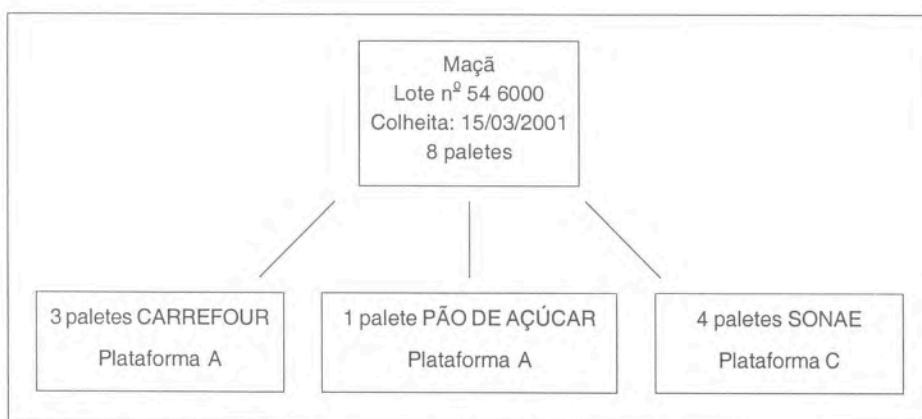 Maçã
Lote nº 54 6000
Colheita: 15/03/2001
8 paletes
3 paletes CARREFOUR
Plataforma A
1 palete PÃO DE AÇÚCAR
Plataforma A
4 paletes SONAE
Plataforma C